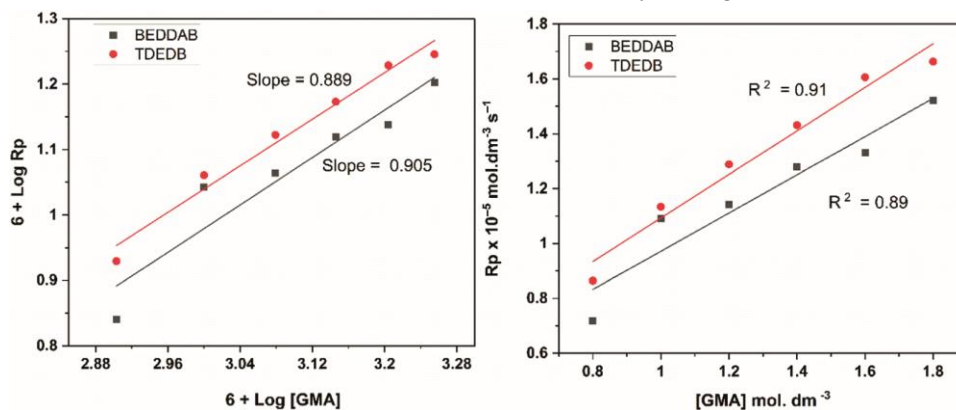 BEDDAB
TDEDB
Slope = 0.889
Slope = 0.905
6 + Log Rp
1.3
1.2
1.1
1
0.9
0.8
2.88 2.96 3.04 3.12 3.20 3.28
6 + Log [GMA]
BEDDAB
TDEDB
R² = 0.91
R² = 0.89
Rp x 10⁻⁵ mol.dm⁻³ s⁻¹
1.8
1.6
1.4
1.2
1
0.8
0.6
0.8 1 1.2 1.4 1.6 1.8
[GMA] mol. dm⁻³